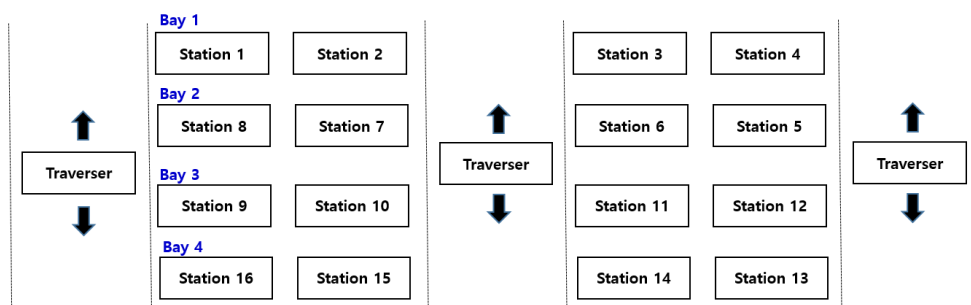 Bay 1
Station 1 Station 2 Station 3 Station 4
Bay 2
Station 8 Station 7 Station 6 Station 5
Traverser Traverser Traverser
Bay 3
Station 9 Station 10 Station 11 Station 12
Bay 4
Station 16 Station 15 Station 14 Station 13